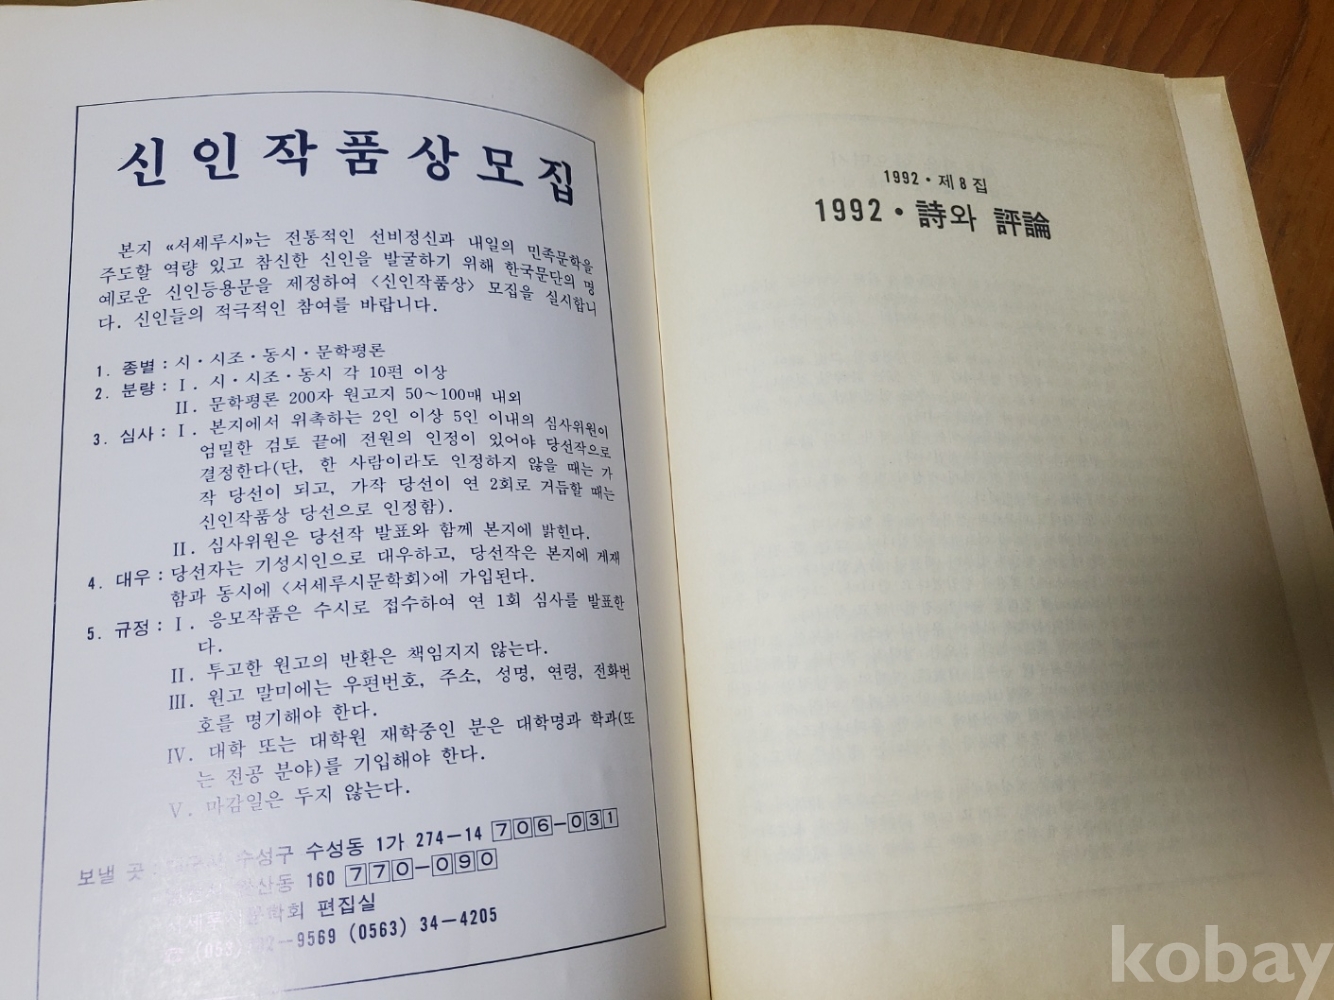 신인작품상모집
본지 《서세루시》는 전통적인 선비정신과 내일의 민족문학을
주도할 역량 있고 참신한 신인을 발굴하기 위해 한국문단의 명
예로운 신인등용문을 제정하여 〈신인작품상〉 모집을 실시합니
다. 신인들의 적극적인 참여를 바랍니다.
1. 종별 : 시·시조·동시·문학평론
2. 분량 : Ⅰ. 시·시조·동시 각 10편 이상
Ⅱ. 문학평론 200자 원고지 50~100매 내외
3. 심사 : Ⅰ. 본지에서 위촉하는 2인 이상 5인 이내의 심사위원이
엄밀한 검토 끝에 전원의 인정이 있어야 당선작으로
결정한다(단, 한 사람이라도 인정하지 않을 때는 가
작 당선이 되고, 가작 당선이 연 2회로 거듭할 때는
신인작품상 당선으로 인정함).
Ⅱ. 심사위원은 당선작 발표와 함께 본지에 밝힌다.
4. 대우 : 당선자는 기성시인으로 대우하고, 당선작은 본지에 게재
함과 동시에 〈서세루시문학회〉에 가입된다.
5. 규정 : Ⅰ. 응모작품은 수시로 접수하여 연 1회 심사를 발표한
다.
Ⅱ. 투고한 원고의 반환은 책임지지 않는다.
Ⅲ. 원고 말미에는 우편번호, 주소, 성명, 연령, 전화번
호를 명기해야 한다.
Ⅳ. 대학 또는 대학원 재학중인 분은 대학명과 학과(또
는 전공 분야)를 기입해야 한다.
Ⅴ. 마감일은 두지 않는다.
보낼 곳 : 수성구 수성동 1가 274-14 706-031
160 770-090
편집실
9569 (0563) 34-4205
1992·제8집
1992·詩와 評論
kobay